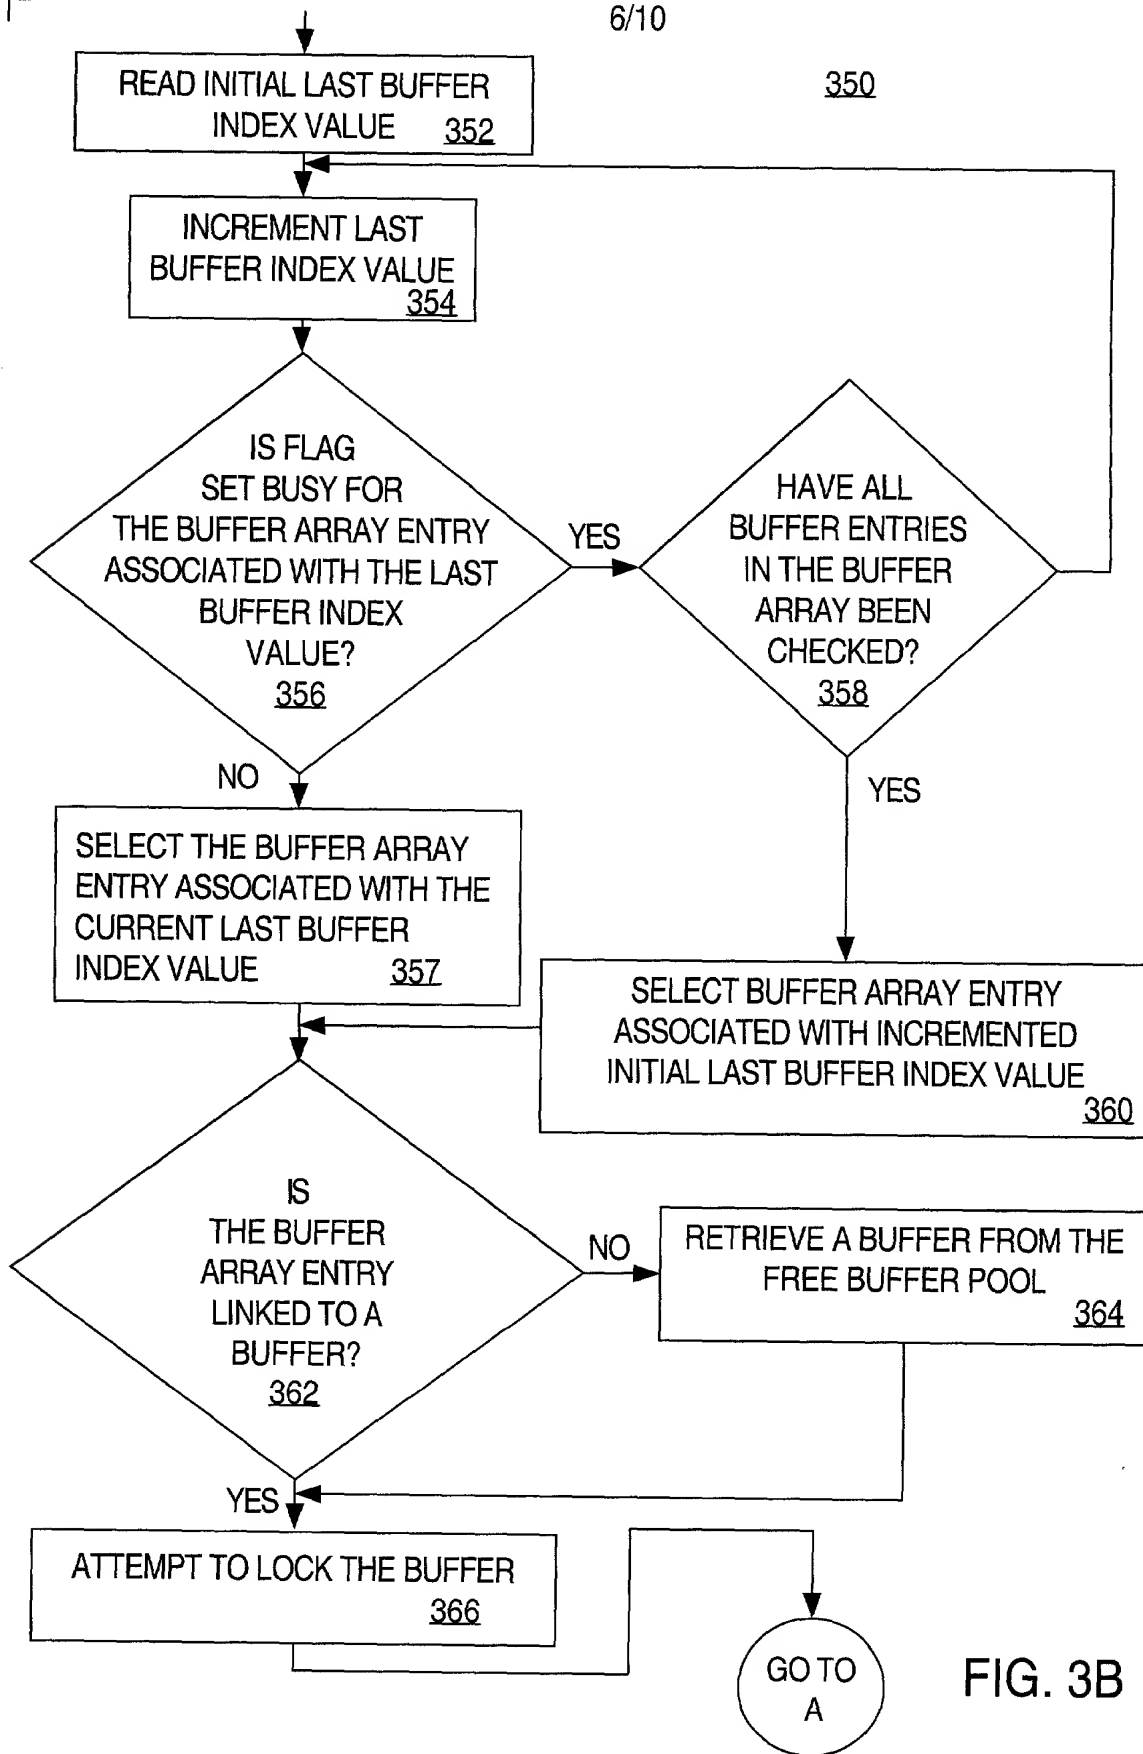 6/10
350
READ INITIAL LAST BUFFER
INDEX VALUE 352
INCREMENT LAST
BUFFER INDEX VALUE
354
IS FLAG
SET BUSY FOR
THE BUFFER ARRAY ENTRY
ASSOCIATED WITH THE LAST
BUFFER INDEX
VALUE?
356
YES
HAVE ALL
BUFFER ENTRIES
IN THE BUFFER
ARRAY BEEN
CHECKED?
358
NO
YES
SELECT THE BUFFER ARRAY
ENTRY ASSOCIATED WITH THE
CURRENT LAST BUFFER
INDEX VALUE 357
SELECT BUFFER ARRAY ENTRY
ASSOCIATED WITH INCREMENTED
INITIAL LAST BUFFER INDEX VALUE
360
IS
THE BUFFER
ARRAY ENTRY
LINKED TO A
BUFFER?
362
NO
RETRIEVE A BUFFER FROM THE
FREE BUFFER POOL
364
YES
ATTEMPT TO LOCK THE BUFFER
366
GO TO
A
FIG. 3B